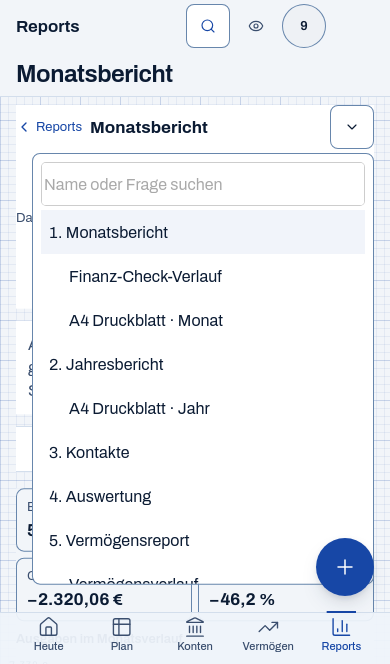 Reports
9
Monatsbericht
Reports Monatsbericht
Name oder Frage suchen
1. Monatsbericht
Finanz-Check-Verlauf
A4 Druckblatt · Monat
2. Jahresbericht
A4 Druckblatt · Jahr
3. Kontakte
4. Auswertung
5. Vermögensreport
Vermögensverlauf
−2.320,06 €
−46,2 %
Heute
Plan
Konten
Vermögen
Reports